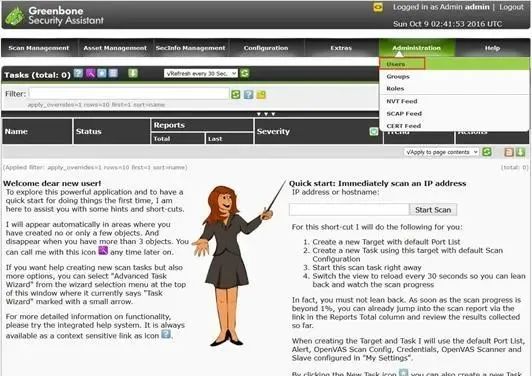 Greenbone
Security Assistant
Logged in as Admin admin | Logout
Sun Oct 9 02:41:53 2016 UTC
Scan Management
Asset Management
SecInfo Management
Configuration
Extras
Administration
Help
Users
Groups
Roles
NVT Feed
SCAP Feed
CERT Feed
Tasks (total: 0)
√Refresh every 30 Sec.
Filter:
apply_overrides=1 rows=10 first=1 sort=name
Name
Status
Reports
Total
Last
Severity
Trend
Actions
√Apply to page contents
(Applied filter: apply_overrides=1 rows=10 first=1 sort=name)
(total: 0)
Welcome dear new user!
To explore this powerful application and to have a
quick start for doing things the first time, I am
here to assist you with some hints and short-cuts.
I will appear automatically in areas where you
have created no or only a few objects. And
disappear when you have more than 3 objects. You
can call me with this icon any time later on.
If you want help creating new scan tasks but also
more options, you can select "Advanced Task
Wizard" from the wizard selection menu at the top
of this window where it currently says "Task
Wizard" marked with a small arrow.
For more detailed information on functionality,
please try the integrated help system. It is always
available as a context sensitive link as icon ?.
Quick start: Immediately scan an IP address
IP address or hostname:
Start Scan
For this short-cut I will do the following for you:
1. Create a new Target with default Port List
2. Create a new Task using this target with default Scan
Configuration
3. Start this scan task right away
4. Switch the view to reload every 30 seconds so you can lean
back and watch the scan progress
In fact, you must not lean back. As soon as the scan progress is
beyond 1%, you can already jump into the scan report via the
link in the Reports Total column and review the results collected
so far.
When creating the Target and Task I will use the default Port List,
Alert, OpenVAS Scan Config, Credentials, OpenVAS Scanner and
Slave configured in "My Settings".
By clicking the New Task icon you can also create a new Task